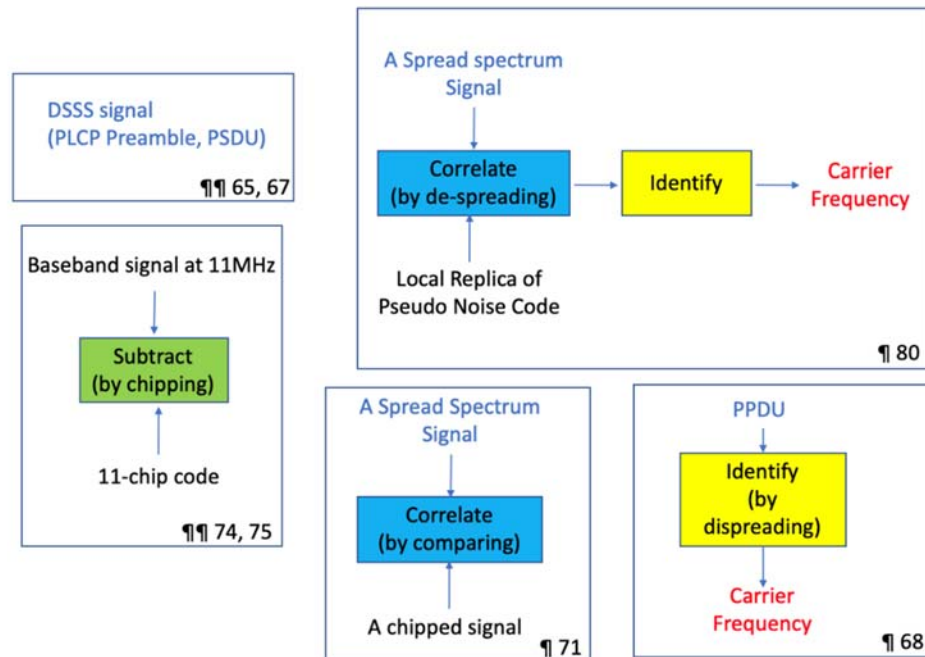 DSSS signal
(PLCP Preamble, PSDU)
¶¶ 65, 67
Baseband signal at 11MHz
Subtract
(by chipping)
11-chip code
¶¶ 74, 75
A Spread spectrum
Signal
Correlate
(by de-spreading)
Identify
Carrier
Frequency
Local Replica of
Pseudo Noise Code
¶ 80
A Spread Spectrum
Signal
Correlate
(by comparing)
A chipped signal
¶ 71
PPDU
Identify
(by
dispreading)
Carrier
Frequency
¶ 68